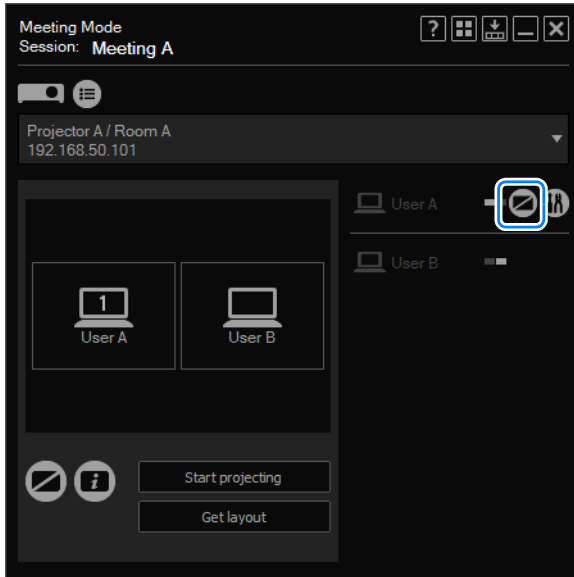 Meeting Mode
Session: Meeting A
?
Projector A / Room A
192.168.50.101
User A
User B
1
User A
User B
i
Start projecting
Get layout